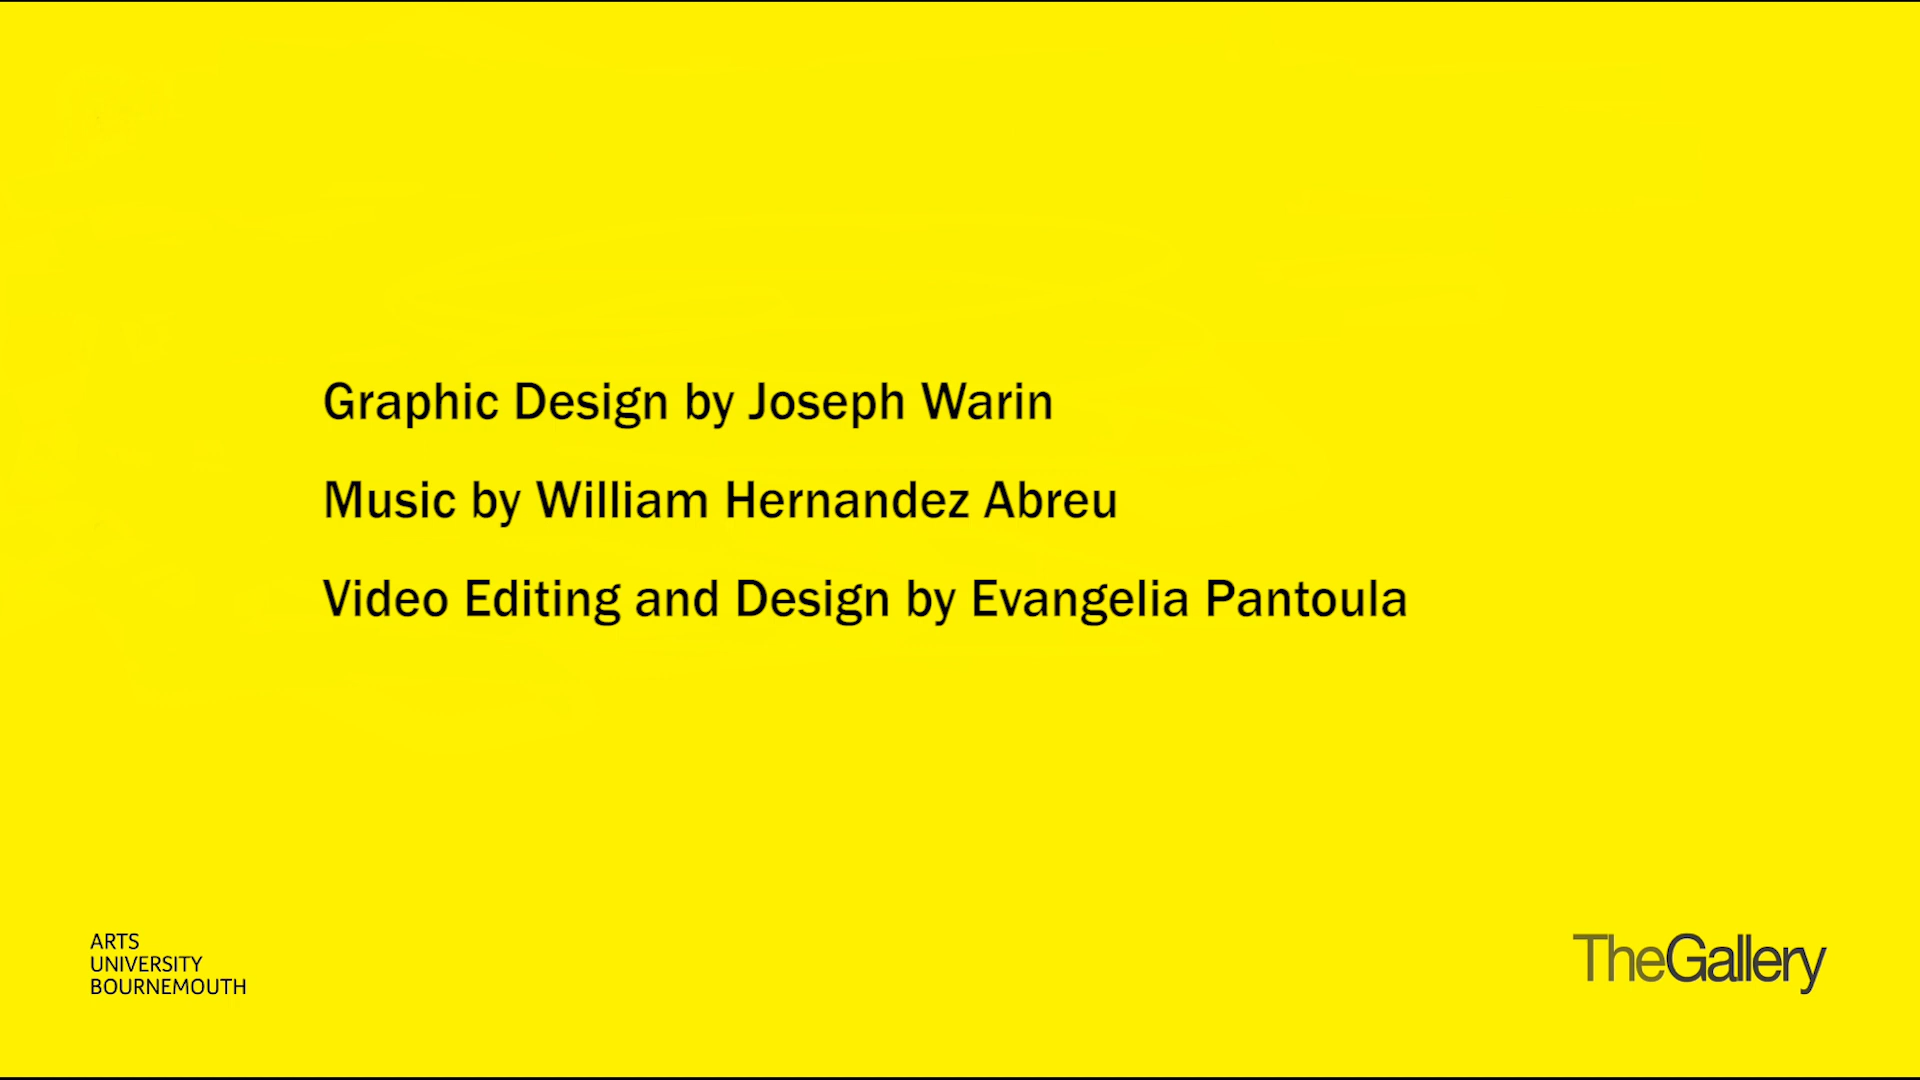 Graphic Design by Joseph Warin
Music by William Hernandez Abreu
Video Editing and Design by Evangelia Pantoula
ARTS
UNIVERSITY
BOURNEMOUTH
TheGallery